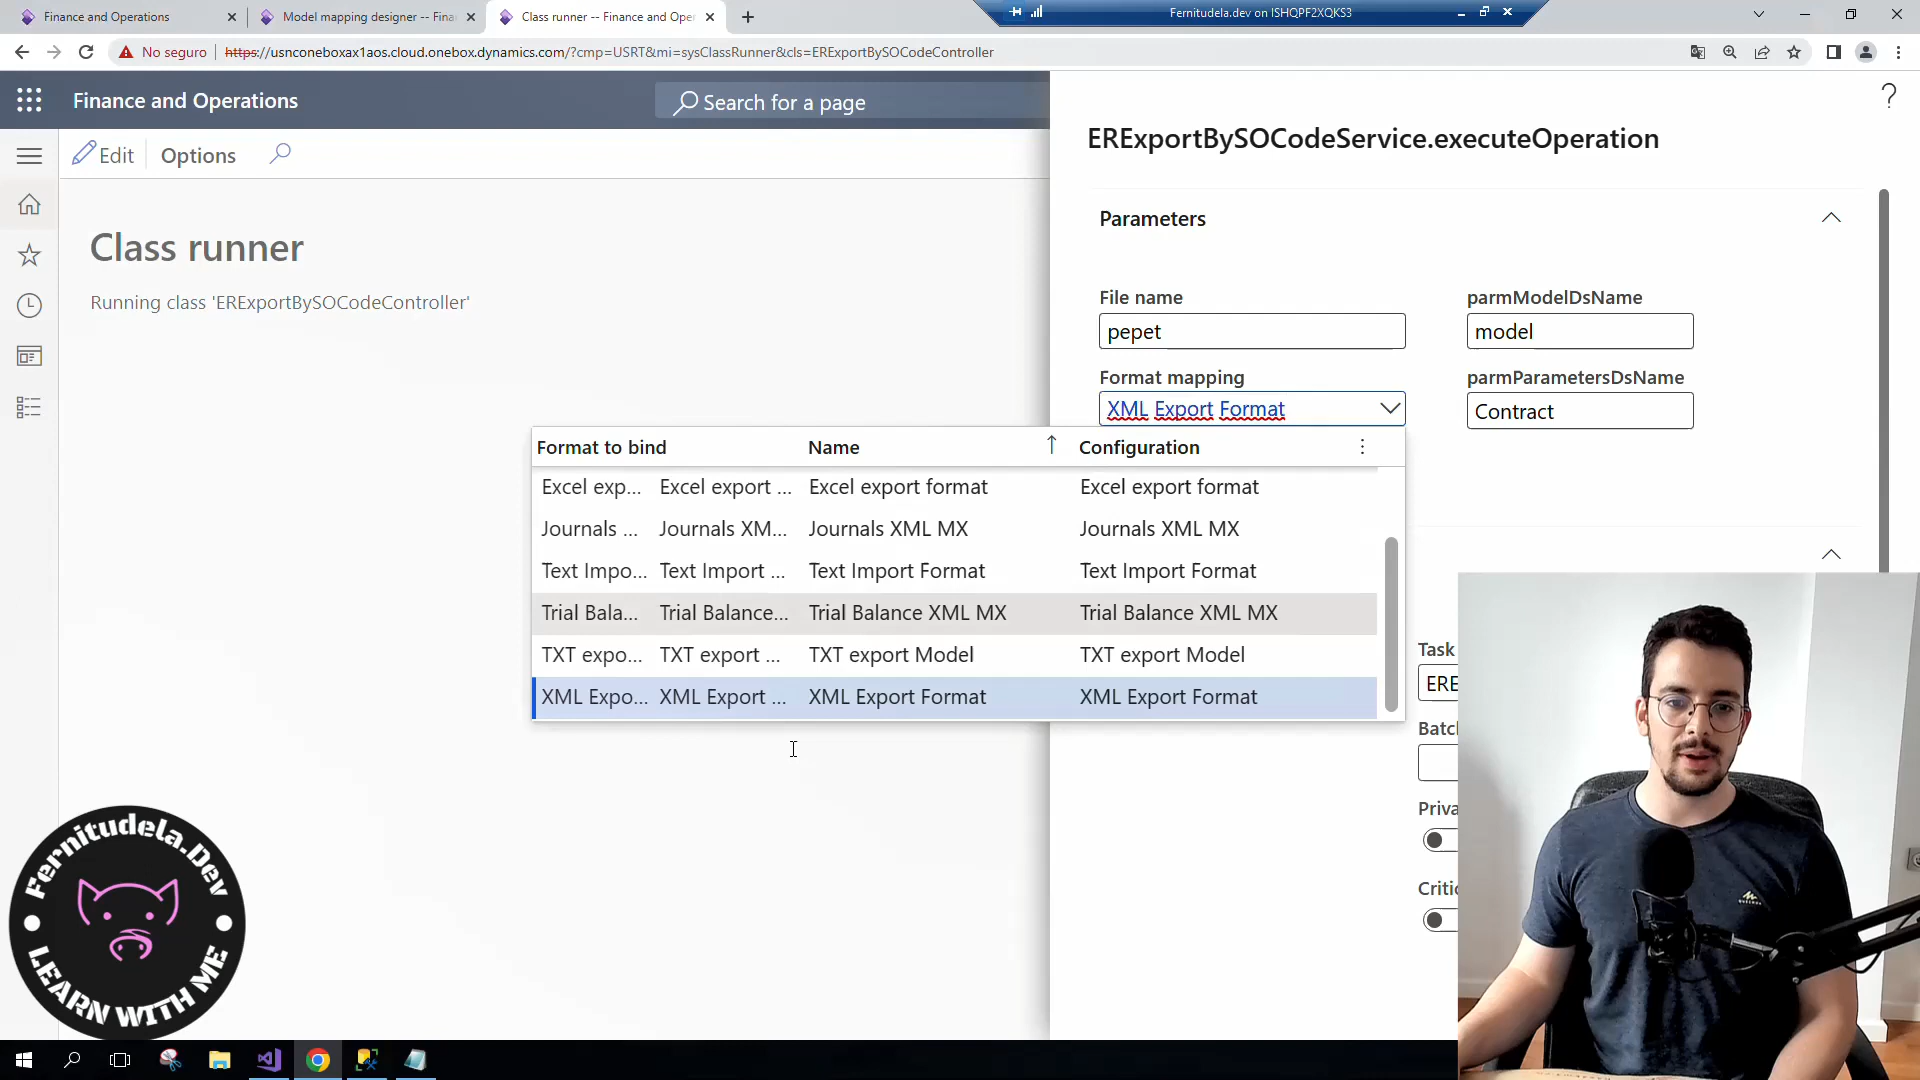 Finance and Operations
Model mapping designer -- Fina
Class runner -- Finance and Oper
Fernitudela.dev on ISHQPF2XQKS3
No seguro
https://usnconeboxax1aos.cloud.onebox.dynamics.com/?cmp=USRT&mi=sysClassRunner&cls=ERExportBySOCodeController
Finance and Operations
Search for a page
Edit
Options
Class runner
Running class 'ERExportBySOCodeController'
?
ERExportBySOCodeService.executeOperation
Parameters
File name
pepet
parmModelDsName
model
Format mapping
XML Export Format
parmParametersDsName
Contract
Format to bind
Name
Configuration
Excel exp...
Excel export ...
Excel export format
Excel export format
Journals ...
Journals XM...
Journals XML MX
Journals XML MX
Text Impo...
Text Import ...
Text Import Format
Text Import Format
Trial Bala...
Trial Balance...
Trial Balance XML MX
Trial Balance XML MX
TXT expo...
TXT export ...
TXT export Model
TXT export Model
XML Expo...
XML Export ...
XML Export Format
XML Export Format
Task
ERE
Batc
Priva
Critic
Fernitudela.Dev
LEARN WITH ME